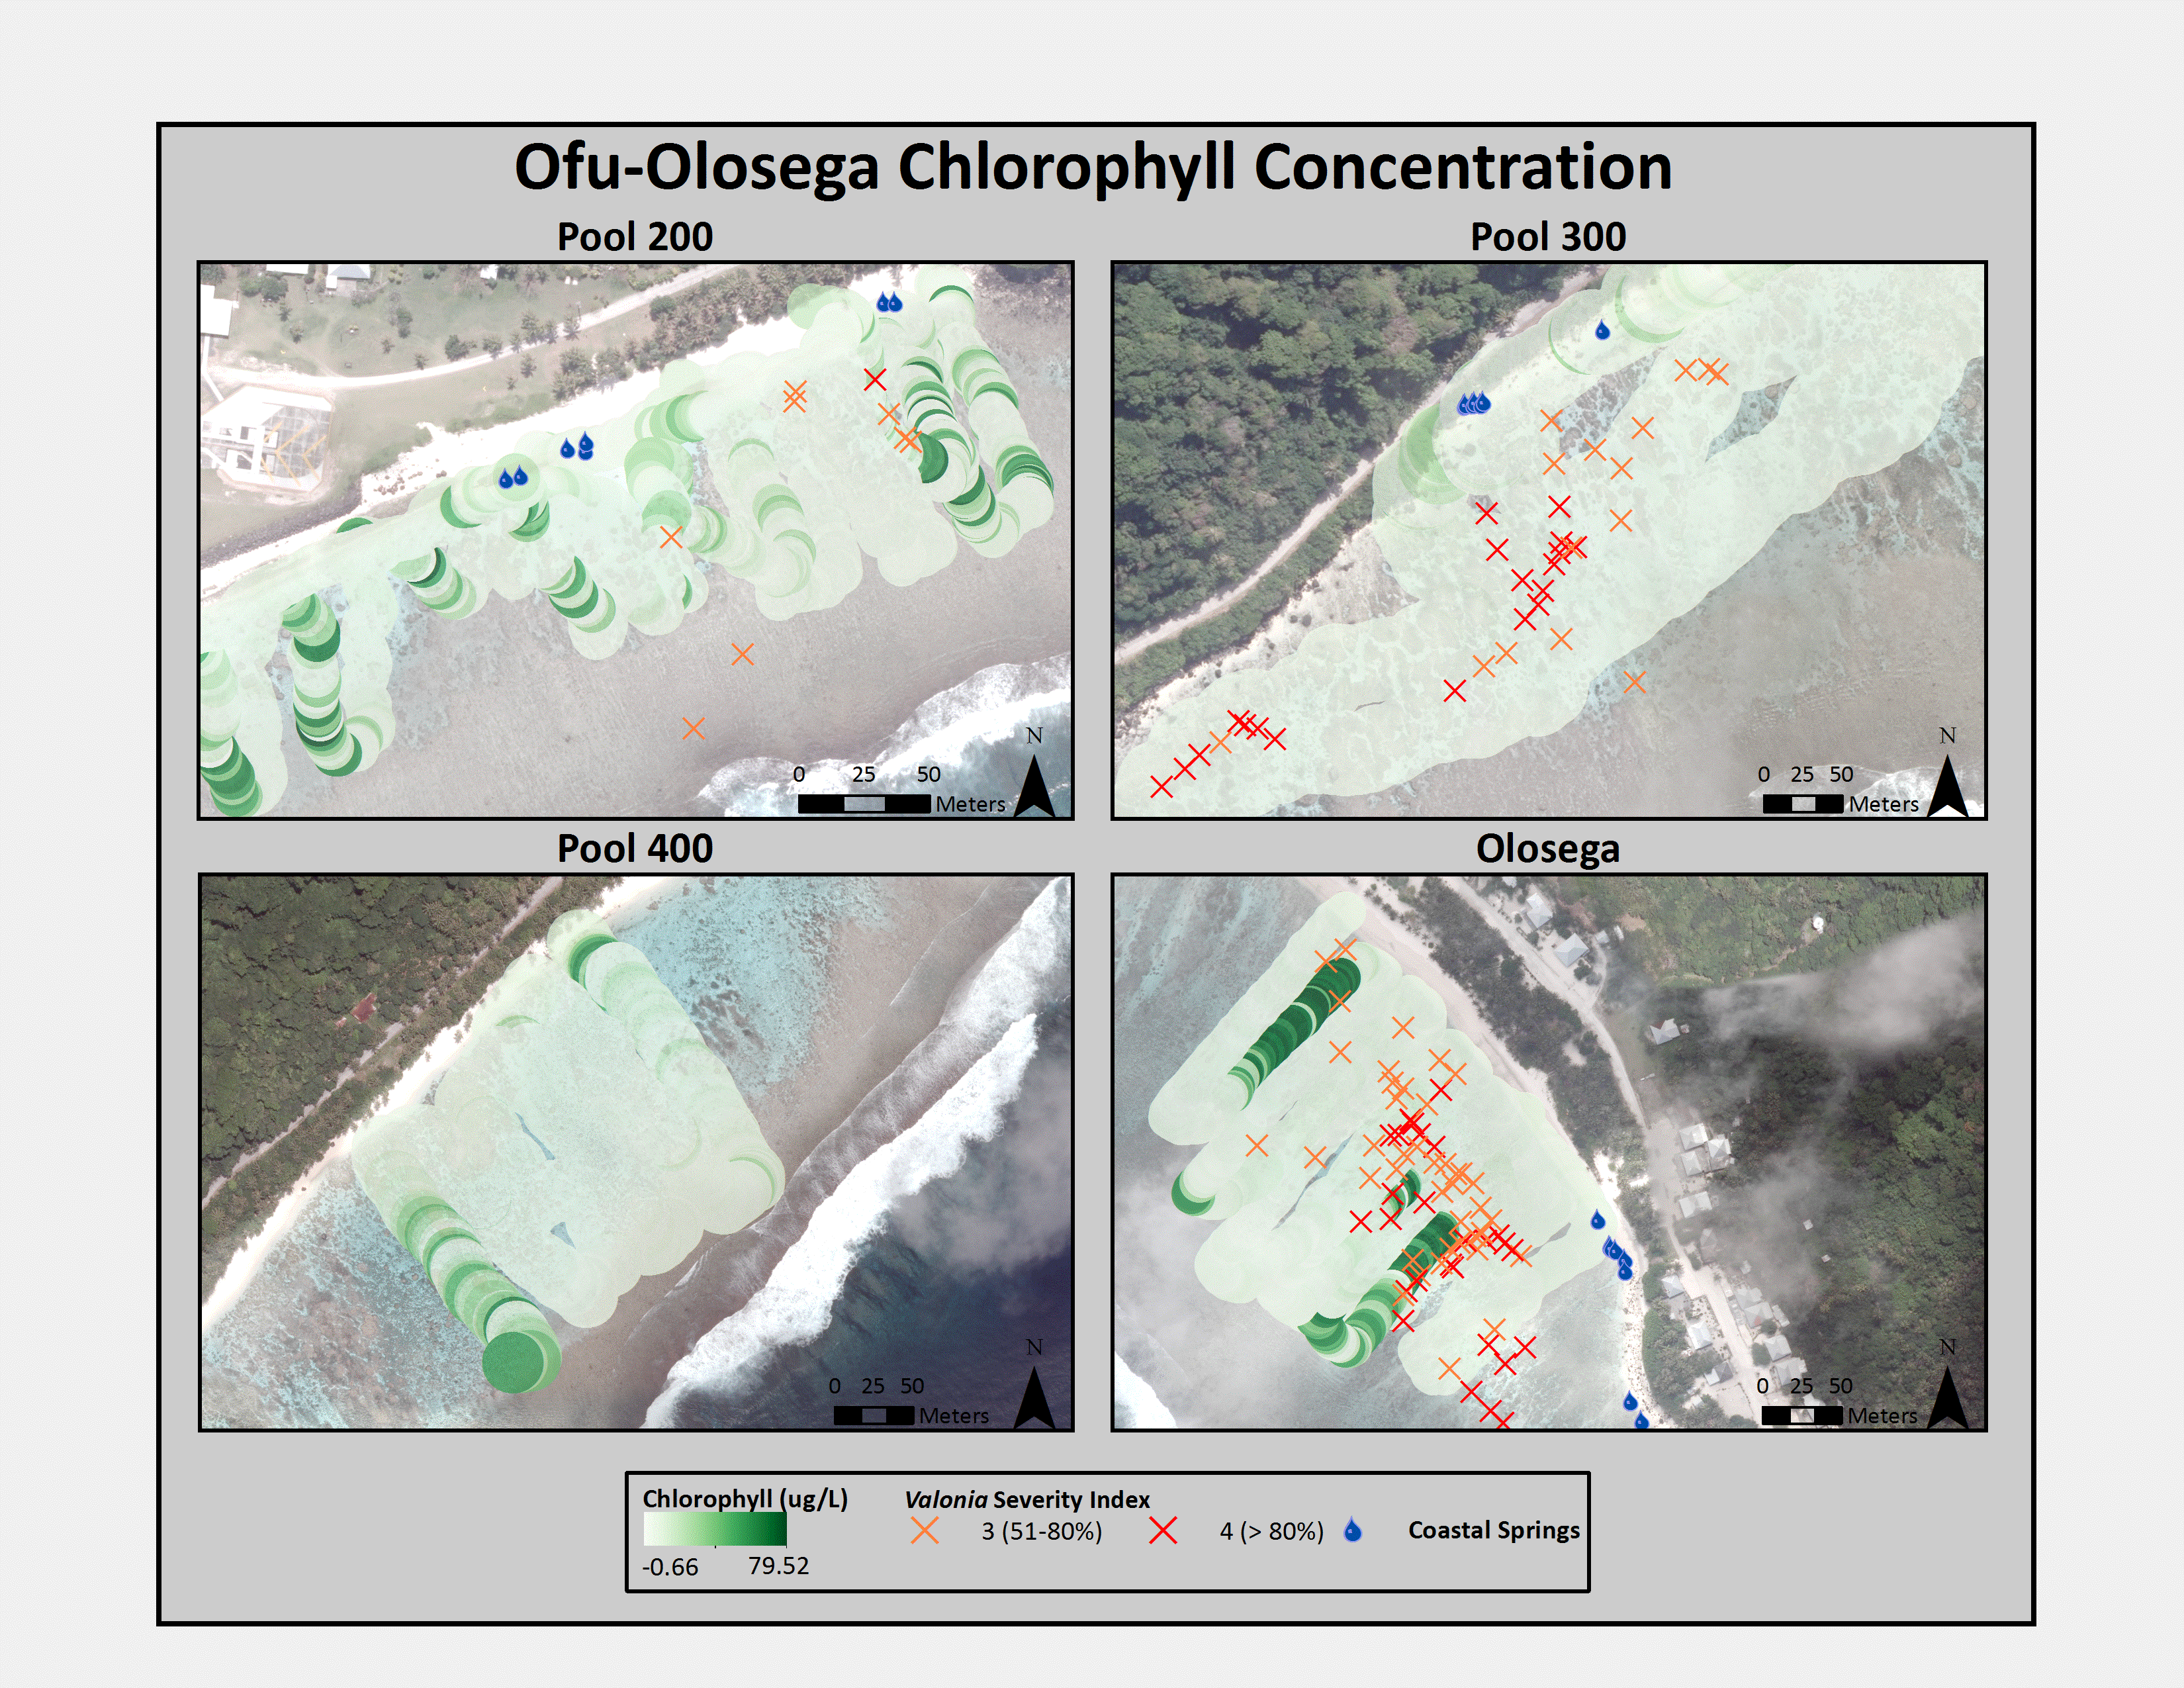 Ofu-Olosega Chlorophyll Concentration
Pool 200
Pool 300
N
0 25 50
Meters
N
0 25 50
Meters
Pool 400
Olosega
N
0 25 50
Meters
N
0 25 50
Meters
Chlorophyll (ug/L)
-0.66 79.52
Valonia Severity Index
3 (51-80%) 4 (> 80%) Coastal Springs